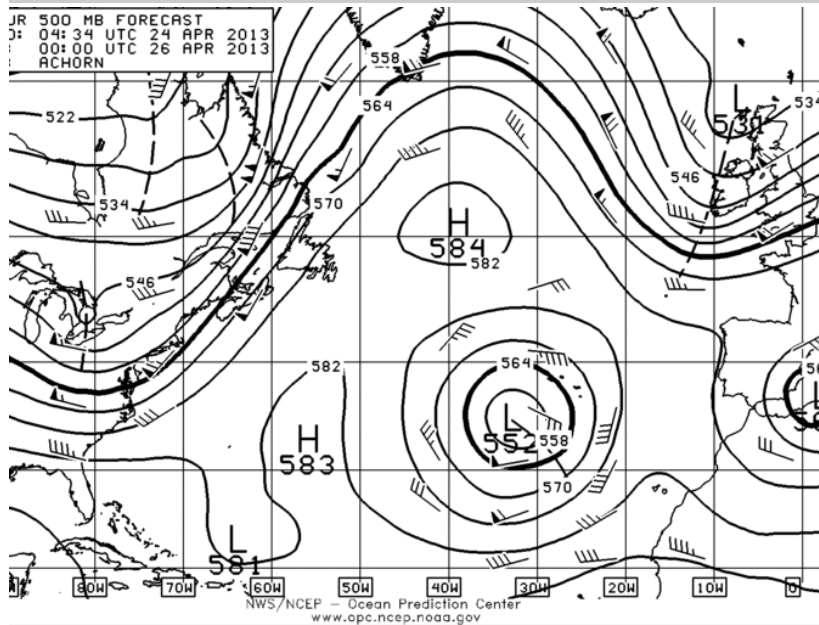 UR 500 MB FORECAST
04:34 UTC 24 APR 2013
00:00 UTC 26 APR 2013
ACHORN
558
564
522
L
534
534
546
534
570
H
584
582
546
582
564
L
552
558
H
583
570
L
L
581
80W
70W
60W
50W
40W
30W
20W
10W
0
NWS/NCEP – Ocean Prediction Center
www.opc.ncep.noaa.gov